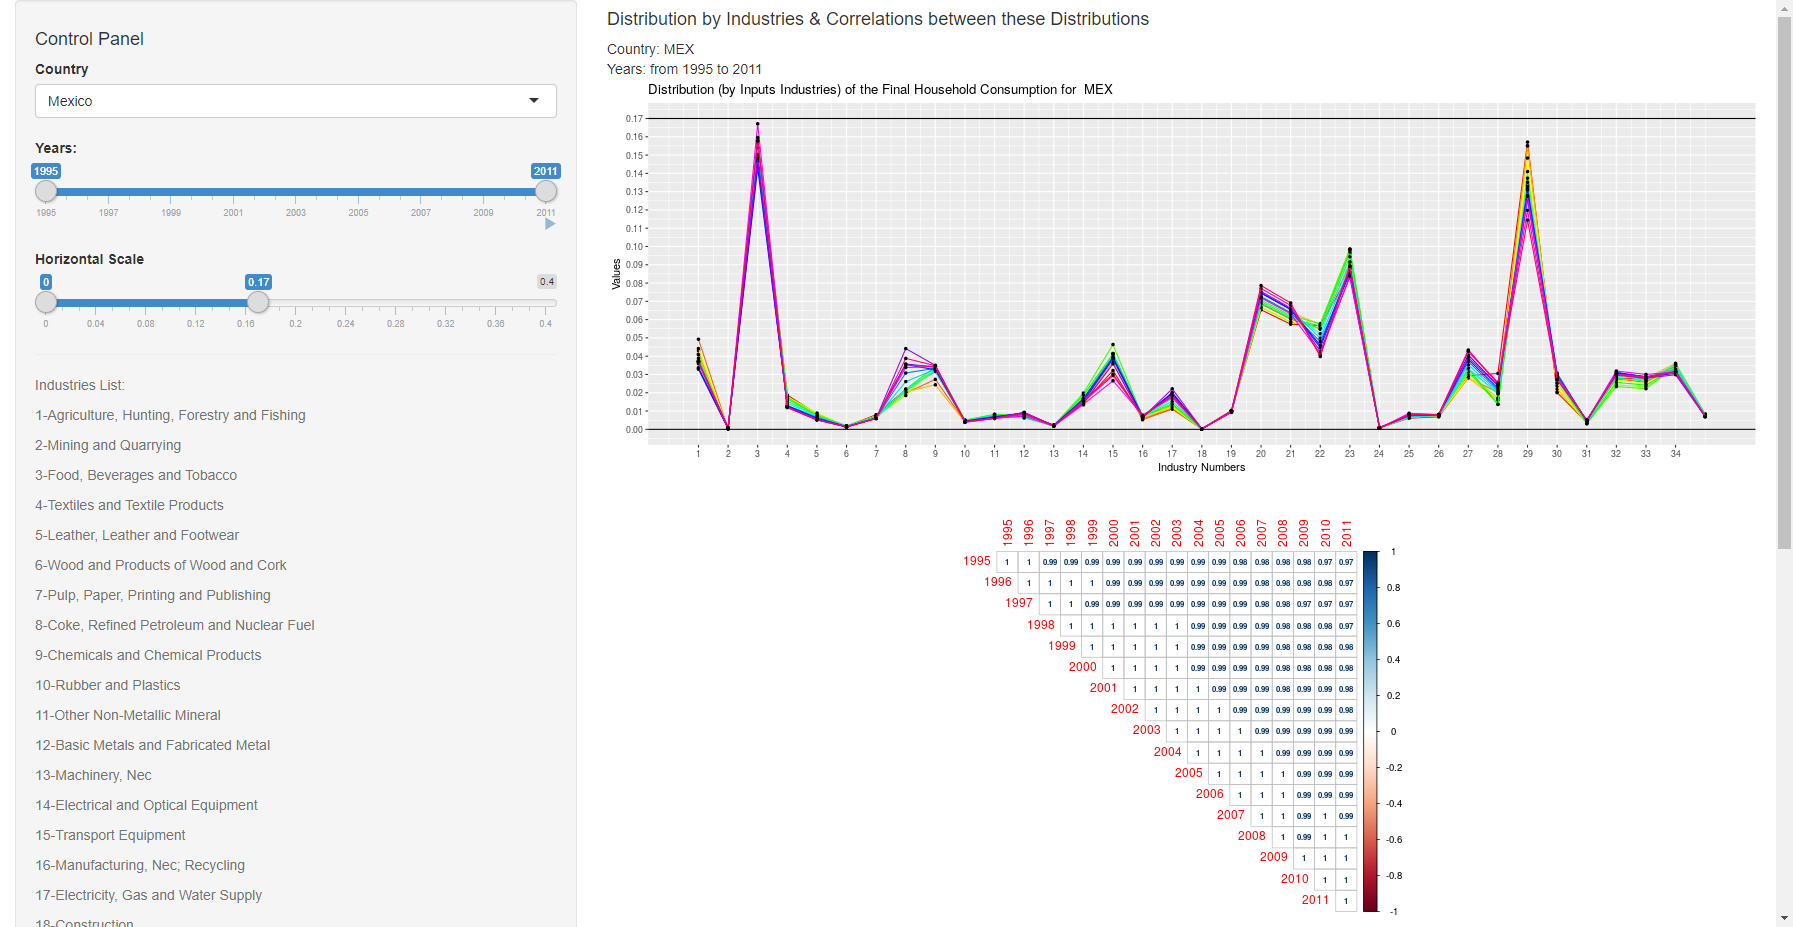 Control Panel
Country
Mexico
Years:
1995 2011
1995 1997 1999 2001 2003 2005 2007 2009 2011
Horizontal Scale
0 0.17 0.4
0 0.04 0.08 0.12 0.16 0.2 0.24 0.28 0.32 0.36 0.4
Industries List:
1-Agriculture, Hunting, Forestry and Fishing
2-Mining and Quarrying
3-Food, Beverages and Tobacco
4-Textiles and Textile Products
5-Leather, Leather and Footwear
6-Wood and Products of Wood and Cork
7-Pulp, Paper, Printing and Publishing
8-Coke, Refined Petroleum and Nuclear Fuel
9-Chemicals and Chemical Products
10-Rubber and Plastics
11-Other Non-Metallic Mineral
12-Basic Metals and Fabricated Metal
13-Machinery, Nec
14-Electrical and Optical Equipment
15-Transport Equipment
16-Manufacturing, Nec; Recycling
17-Electricity, Gas and Water Supply
18-Construction
Distribution by Industries & Correlations between these Distributions
Country: MEX
Years: from 1995 to 2011
Distribution (by Inputs Industries) of the Final Household Consumption for MEX
Values
0.17
0.16
0.15
0.14
0.13
0.12
0.11
0.10
0.09
0.08
0.07
0.06
0.05
0.04
0.03
0.02
0.01
0.00
1 2 3 4 5 6 7 8 9 10 11 12 13 14 15 16 17 18 19 20 21 22 23 24 25 26 27 28 29 30 31 32 33 34
Industry Numbers
1995 1996 1997 1998 1999 2000 2001 2002 2003 2004 2005 2006 2007 2008 2009 2010 2011
1995 1 1 0.99 0.99 0.99 0.99 0.99 0.99 0.99 0.99 0.99 0.98 0.98 0.98 0.98 0.97 0.97
1996 1 1 1 1 0.99 0.99 0.99 0.99 0.99 0.99 0.99 0.99 0.98 0.98 0.98 0.97
1997 1 1 0.99 0.99 0.99 0.99 0.99 0.99 0.99 0.99 0.98 0.98 0.97 0.97 0.97
1998 1 1 1 1 1 1 0.99 0.99 0.99 0.99 0.98 0.98 0.98 0.97
1999 1 1 1 1 1 0.99 0.99 0.99 0.99 0.98 0.98 0.98 0.98
2000 1 1 1 1 0.99 0.99 0.99 0.99 0.98 0.98 0.98 0.98
2001 1 1 1 1 0.99 0.99 0.99 0.98 0.99 0.99 0.98
2002 1 1 1 1 0.99 0.99 0.99 0.99 0.99 0.98
2003 1 1 1 1 0.99 0.99 0.99 0.99 0.99
2004 1 1 1 1 0.99 0.99 0.99 0.99
2005 1 1 1 1 0.99 0.99 0.99
2006 1 1 1 0.99 0.99 0.99
2007 1 1 0.99 1 0.99
2008 1 0.99 1 1
2009 1 1 1
2010 1 1
2011 1
1
0.8
0.6
0.4
0.2
0
-0.2
-0.4
-0.6
-0.8
-1